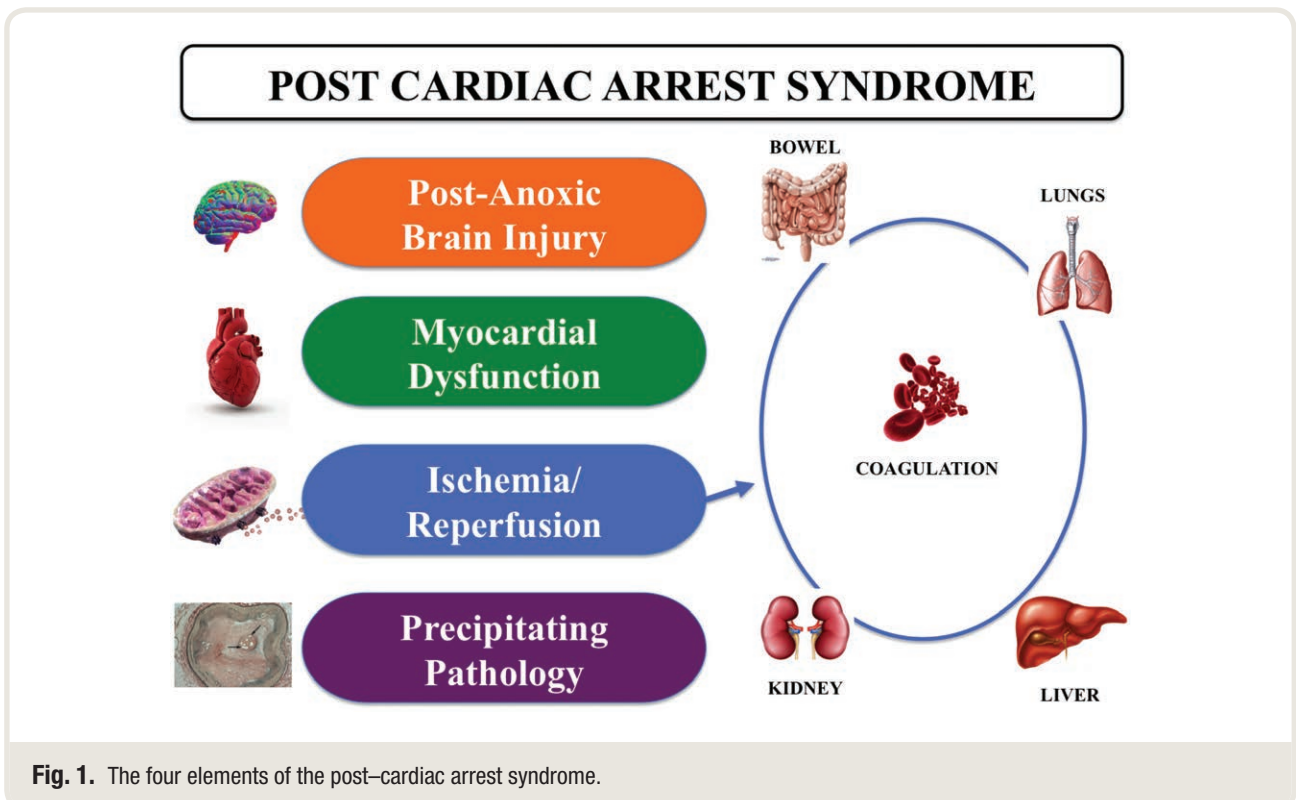 POST CARDIAC ARREST SYNDROME
Post-Anoxic
Brain Injury
Myocardial
Dysfunction
Ischemia/
Reperfusion
Precipitating
Pathology
BOWEL
LUNGS
COAGULATION
KIDNEY
LIVER
Fig. 1. The four elements of the post–cardiac arrest syndrome.